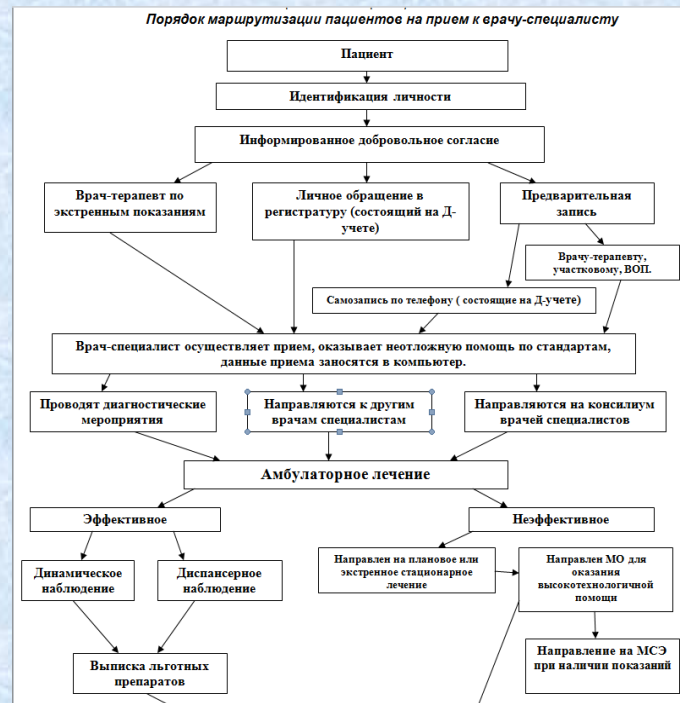 Порядок маршрутизации пациентов на прием к врачу-специалисту
Пациент
Идентификация личности
Информированное добровольное согласие
Врач-терапевт по
экстренным показаниям
Личное обращение в
регистратуру (состоящий на Д-
учете)
Предварительная
запись
Врачу-терапевту,
участковому, ВОП.
Самозапись по телефону ( состоящие на Д-учете)
Врач-специалист осуществляет прием, оказывает неотложную помощь по стандартам,
данные приема заносятся в компьютер.
Проводят диагностические
мероприятия
Направляются к другим
врачам специалистам
Направляются на консилиум
врачей специалистов
Амбулаторное лечение
Эффективное
Неэффективное
Направлен на плановое или
экстренное стационарное
лечение
Направлен МО для
оказания
высокотехнологичной
помощи
Динамическое
наблюдение
Диспансерное
наблюдение
Направление на МСЭ
при наличии показаний
Выписка льготных
препаратов